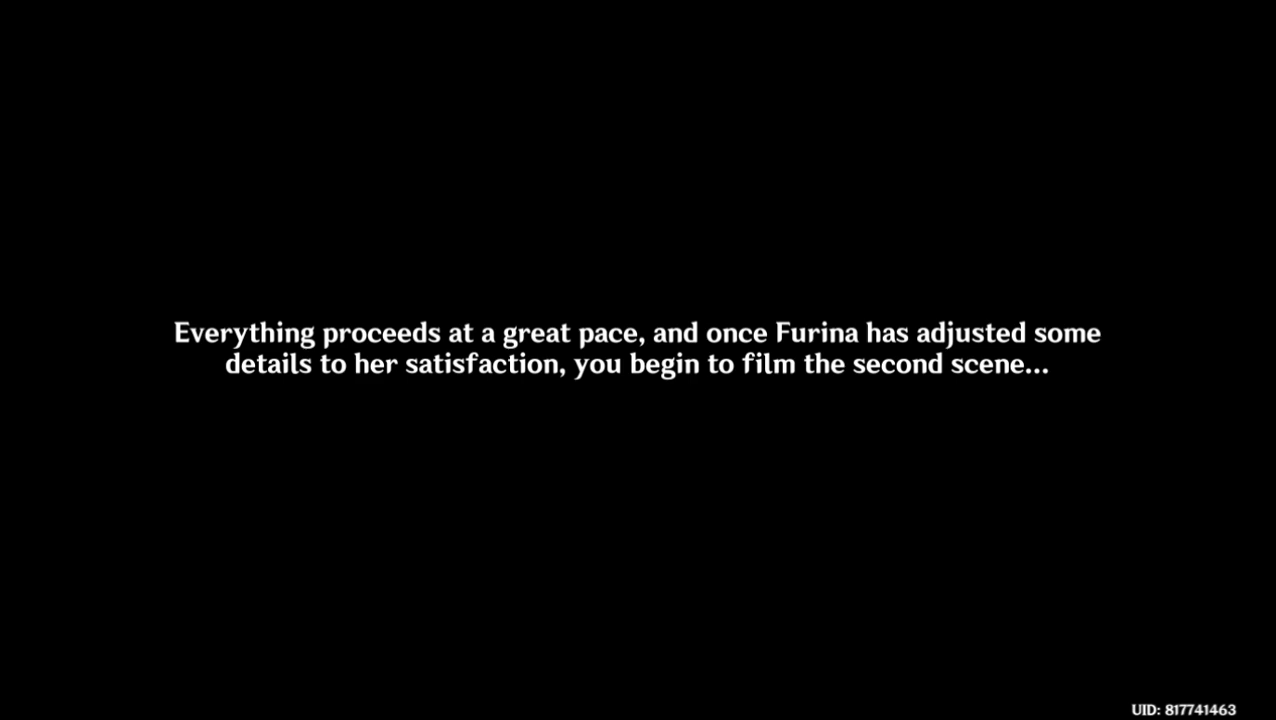 Everything proceeds at a great pace, and once Furina has adjusted some
details to her satisfaction, you begin to film the second scene...
UID: 817741463